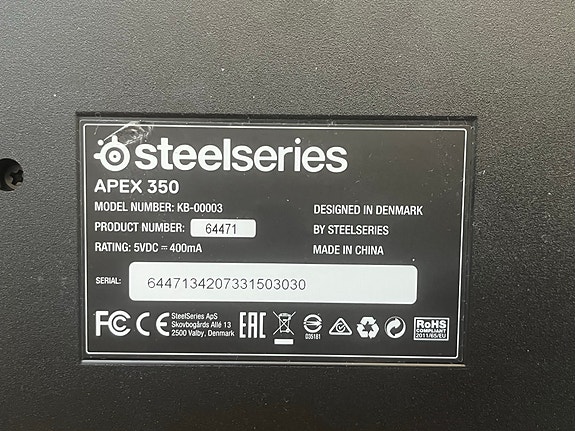 steelseries
APEX 350
MODEL NUMBER: KB-00003
PRODUCT NUMBER: 64471
RATING: 5VDC ⎓ 400mA
DESIGNED IN DENMARK
BY STEELSERIES
MADE IN CHINA
SERIAL: 6447134207331503030
FC CE
SteelSeries ApS
Skovbogårds Allé 13
2500 Valby, Denmark
EAC
D35181
RoHS
COMPLIANT
2011/65/EU